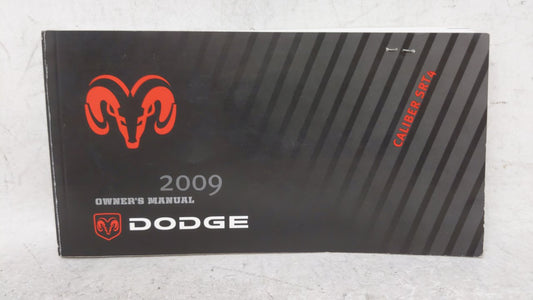 CALIBER SRT4
2009
OWNER'S MANUAL
DODGE